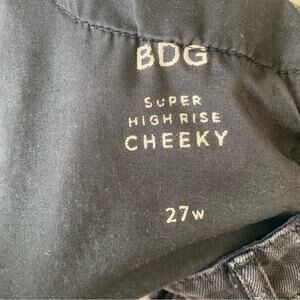 BDG
SUPER
HIGH RISE
CHEEKY
27w